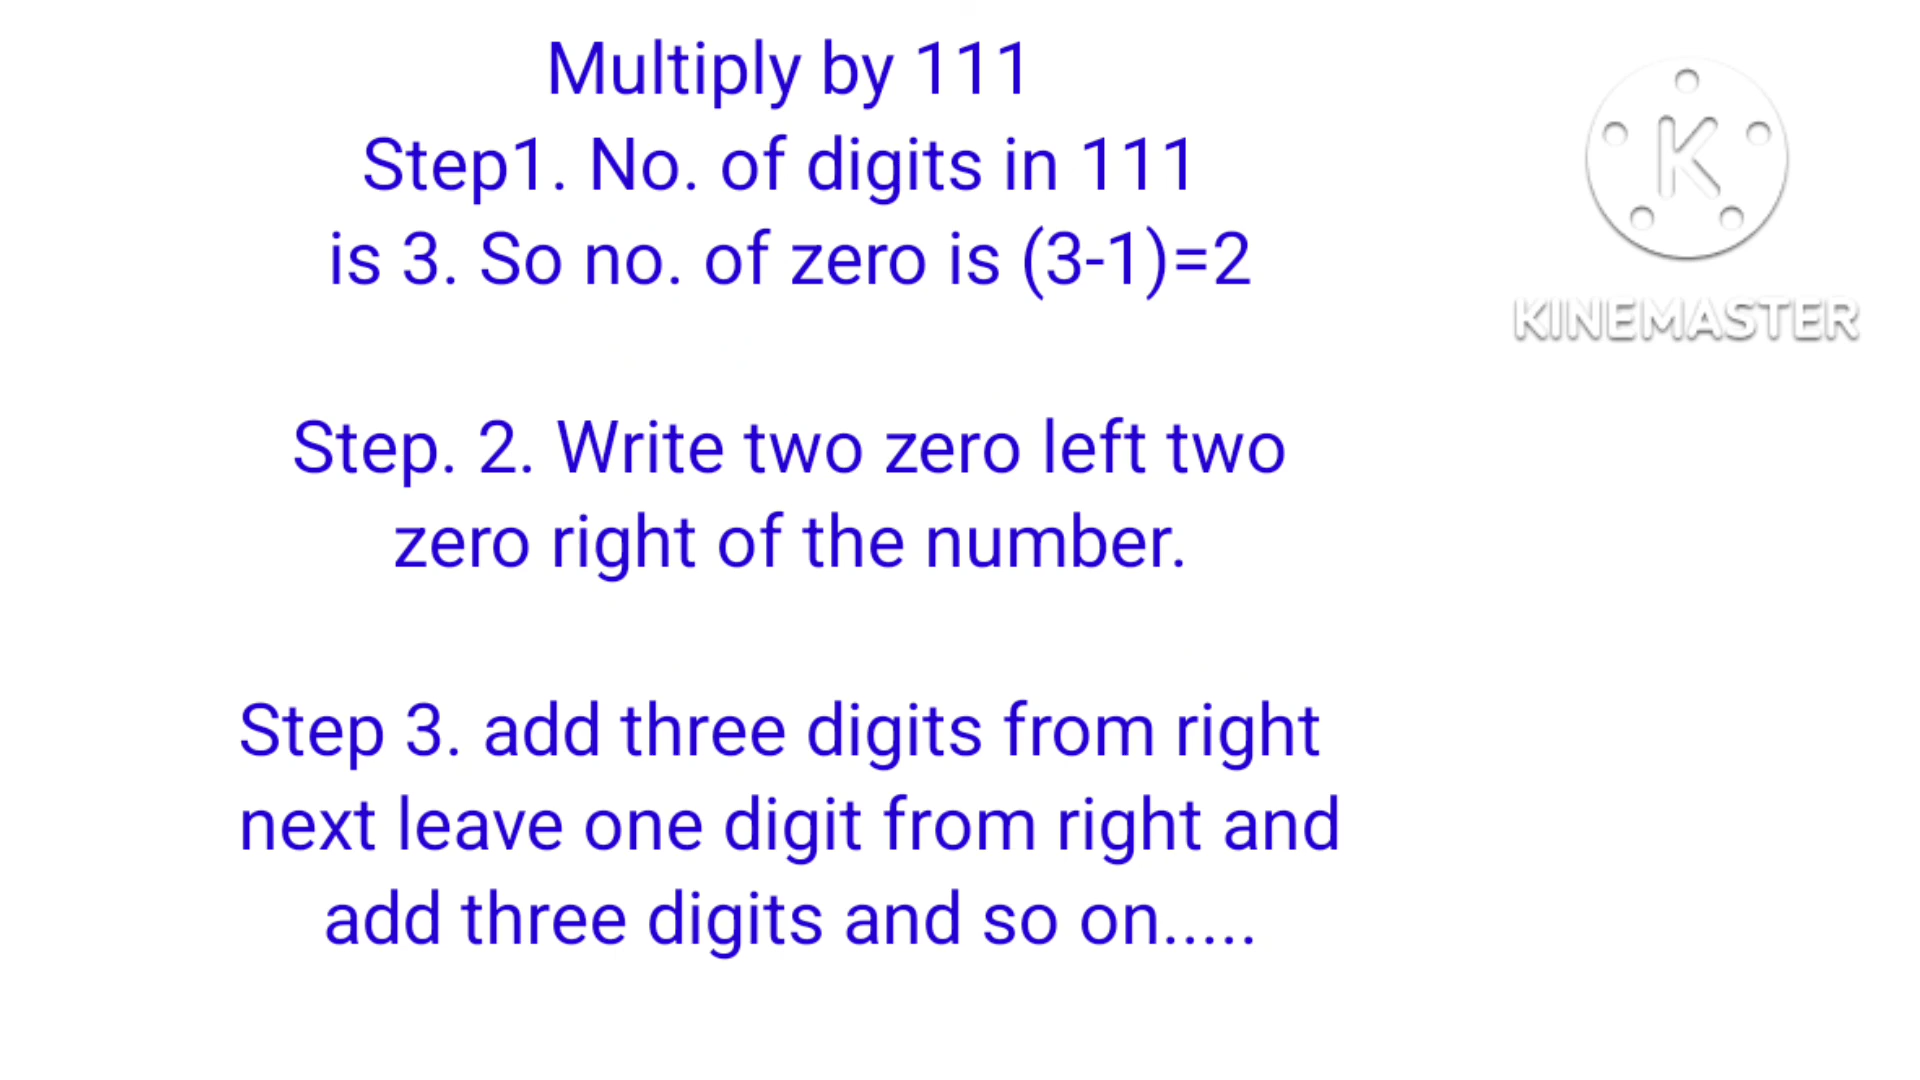 Multiply by 111
Step1. No. of digits in 111
is 3. So no. of zero is (3-1)=2
Step. 2. Write two zero left two
zero right of the number.
Step 3. add three digits from right
next leave one digit from right and
add three digits and so on.....
K
KINEMASTER